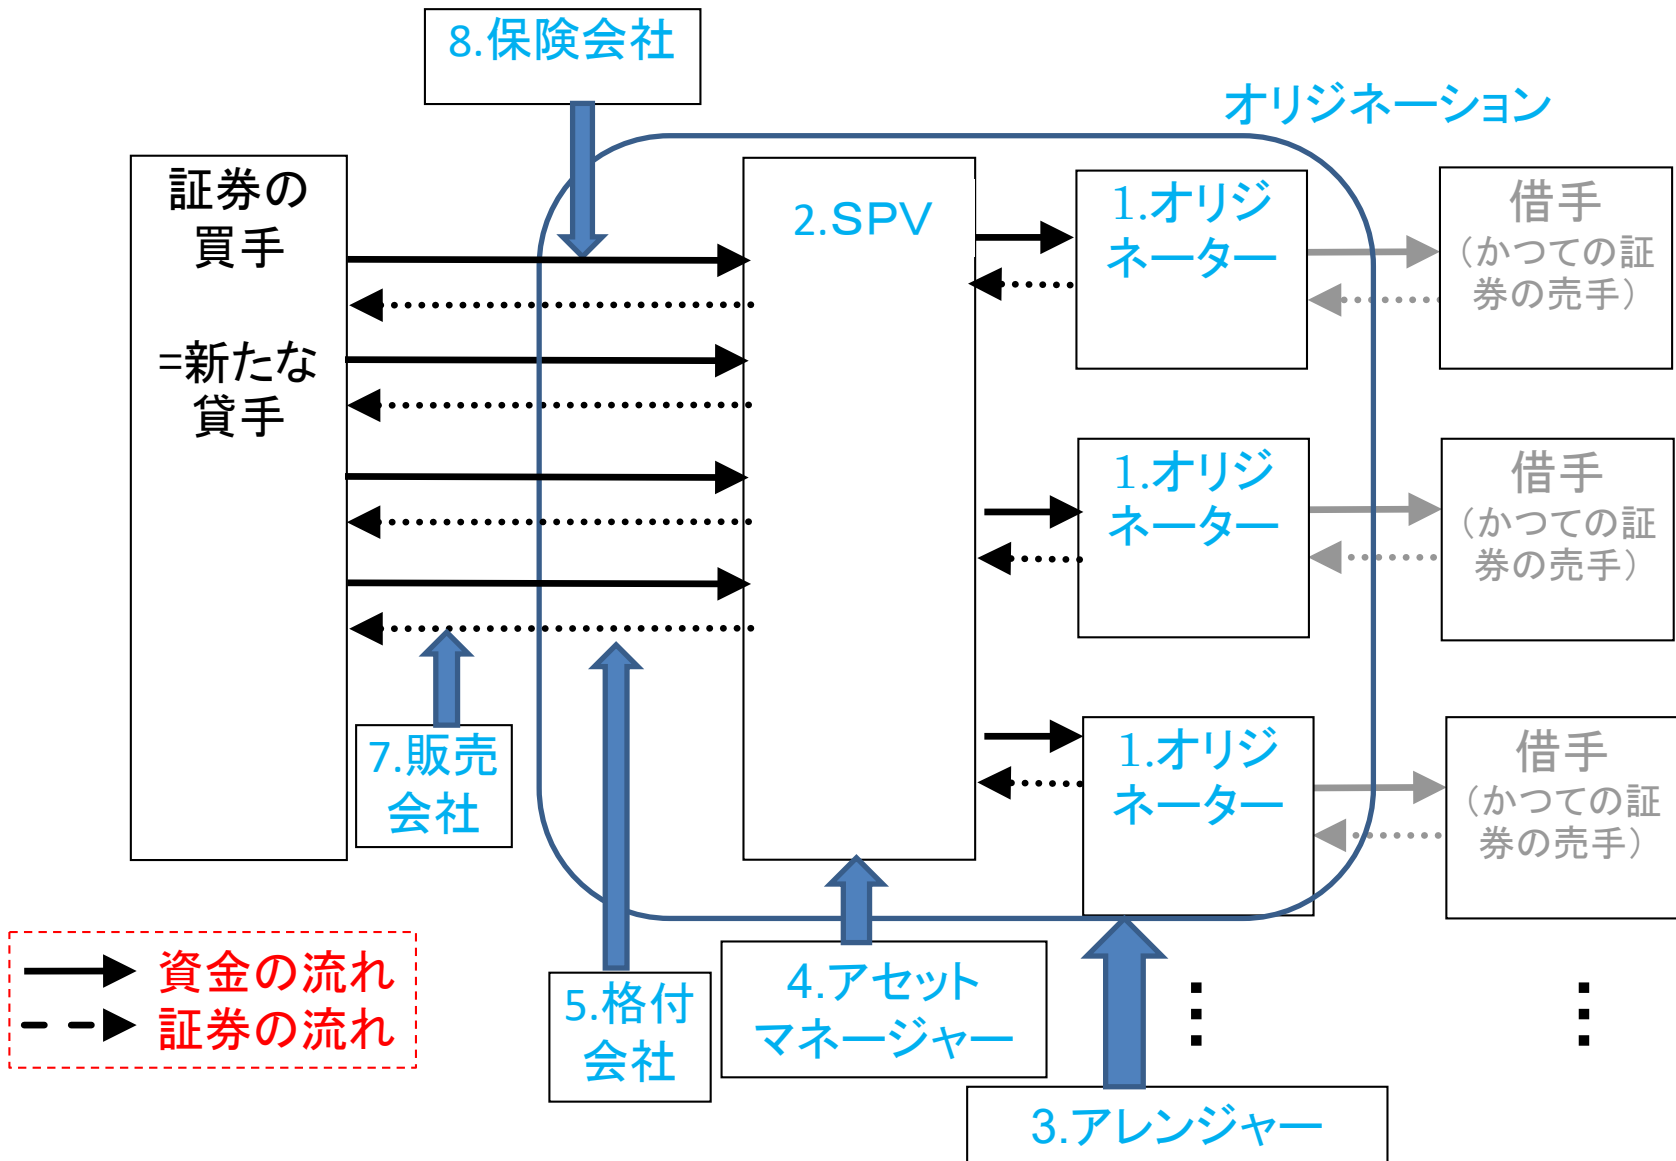 8.保険会社
オリジネーション
証券の
買手
=新たな
貸手
2.SPV
1.オリジ
ネーター
借手
（かつての証
券の売手）
1.オリジ
ネーター
借手
（かつての証
券の売手）
1.オリジ
ネーター
借手
（かつての証
券の売手）
7.販売
会社
資金の流れ
証券の流れ
5.格付
会社
4.アセット
マネージャー
3.アレンジャー